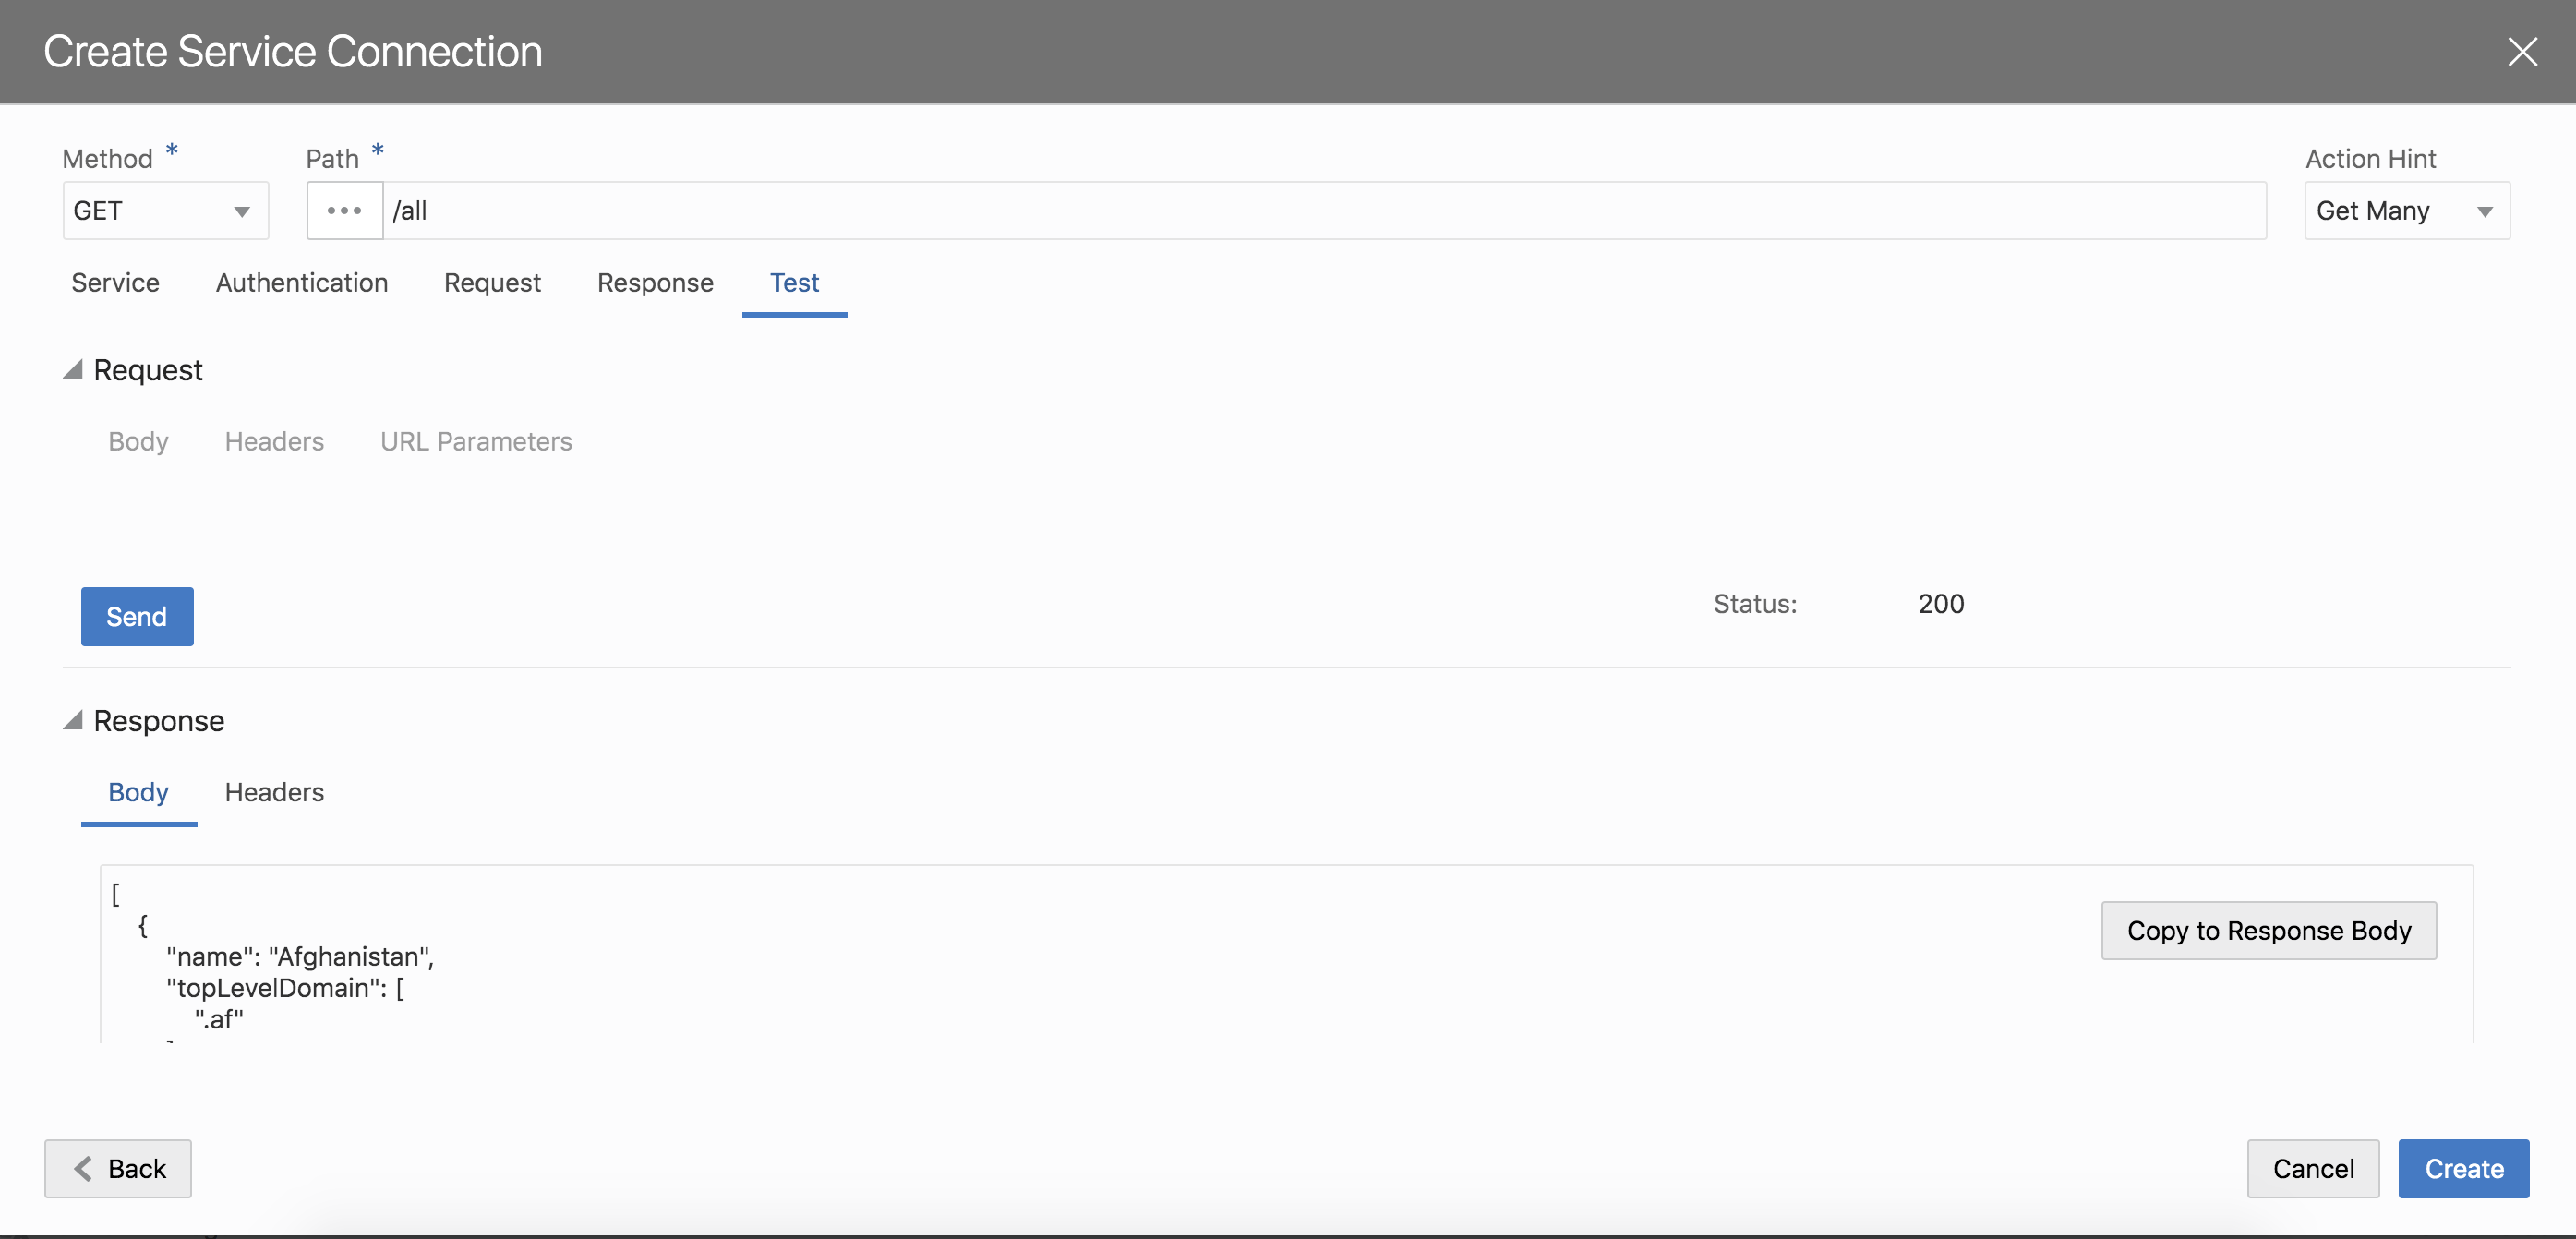 Create Service Connection
Method *
Path *
Action Hint
GET
/all
Get Many
Service Authentication Request Response Test
Request
Body Headers URL Parameters
Send
Status: 200
Response
Body Headers
[
{
"name": "Afghanistan",
"topLevelDomain": [
".af"
Copy to Response Body
Back
Cancel
Create